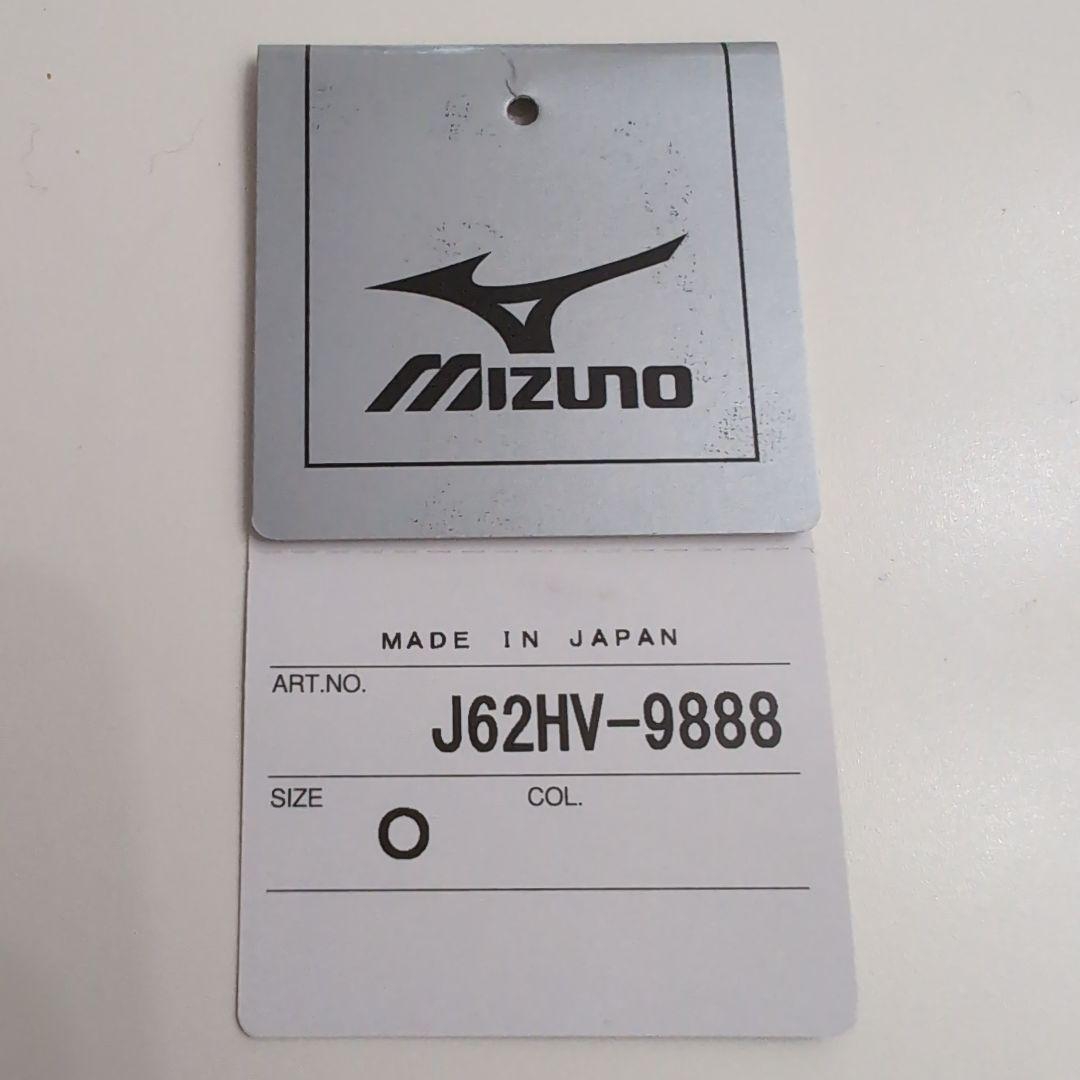 MIZUNO
MADE IN JAPAN
ART.NO.
J62HV-9888
SIZE COL.
O